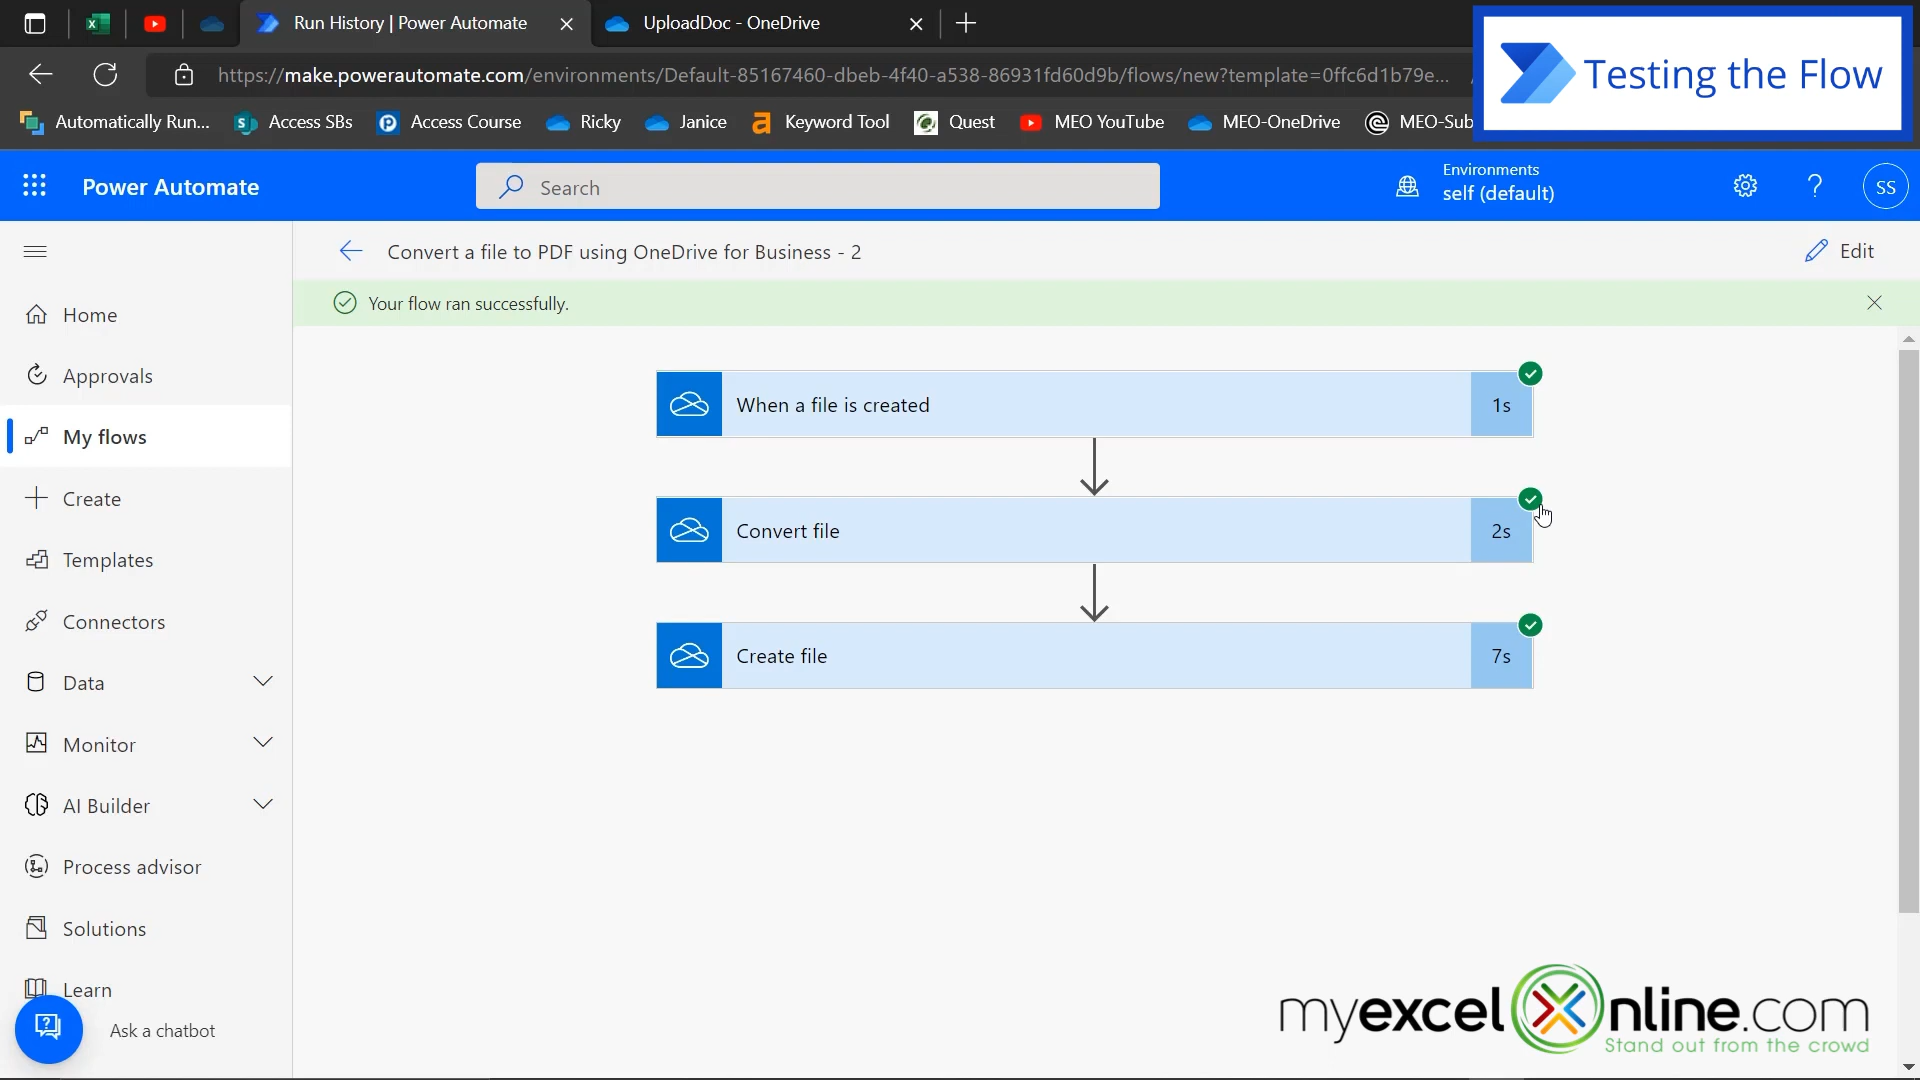 Run History | Power Automate
UploadDoc - OneDrive
Testing the Flow
https://make.powerautomate.com/environments/Default-85167460-dbeb-4f40-a538-86931fd60d9b/flows/new?template=0ffc6d1b79e...
Automatically Run...
Access SBs
Access Course
Ricky
Janice
Keyword Tool
Quest
MEO YouTube
MEO-OneDrive
MEO-Sub
Power Automate
Search
Environments
self (default)
?
SS
Convert a file to PDF using OneDrive for Business - 2
Edit
Your flow ran successfully.
Home
Approvals
My flows
Create
Templates
Connectors
Data
Monitor
AI Builder
Process advisor
Solutions
Learn
Ask a chatbot
When a file is created
1s
Convert file
2s
Create file
7s
myexcelonline.com
Stand out from the crowd